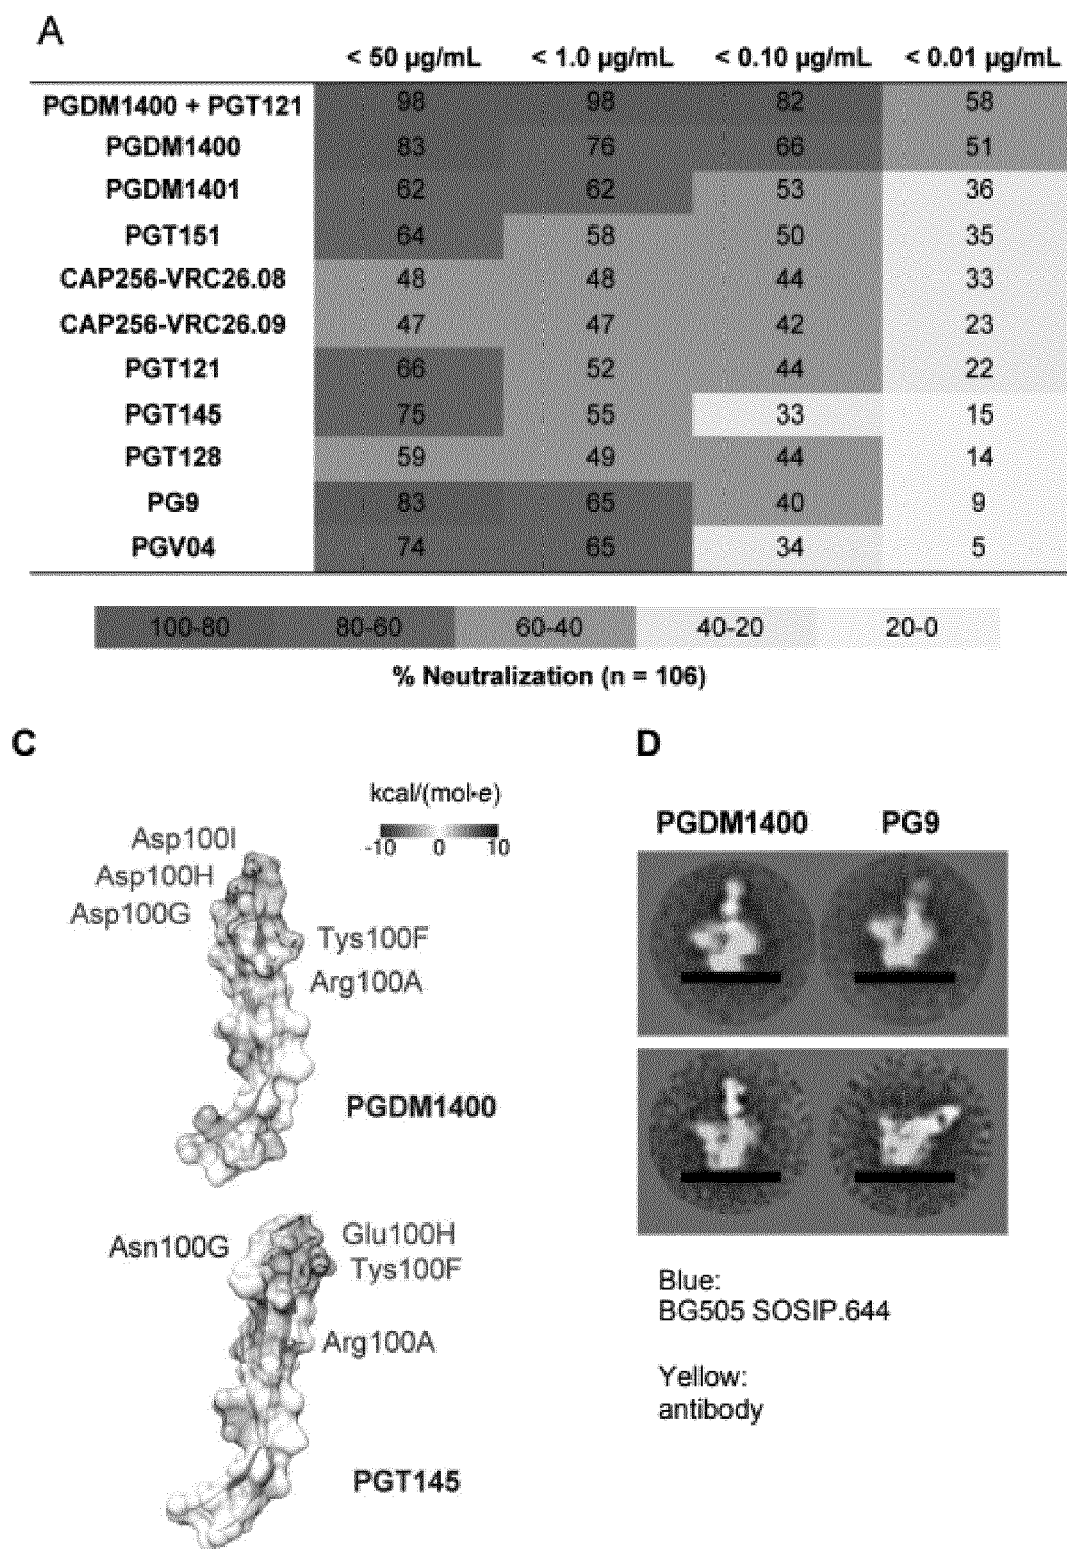 A
< 50 µg/mL < 1.0 µg/mL < 0.10 µg/mL < 0.01 µg/mL
PGDM1400 + PGT121 98 98 82 58
PGDM1400 83 76 66 51
PGDM1401 62 62 53 36
PGT151 64 58 50 35
CAP256-VRC26.08 48 48 44 33
CAP256-VRC26.09 47 47 42 23
PGT121 66 52 44 22
PGT145 75 55 33 15
PGT128 59 49 44 14
PG9 83 65 40 9
PGV04 74 65 34 5
100-80 80-60 60-40 40-20 20-0
% Neutralization (n = 106)
C
kcal/(mol•e)
-10 0 10
Asp100I
Asp100H
Asp100G
Tys100F
Arg100A
PGDM1400
Asn100G
Glu100H
Tys100F
Arg100A
PGT145
D
PGDM1400 PG9
Blue:
BG505 SOSIP.644
Yellow:
antibody